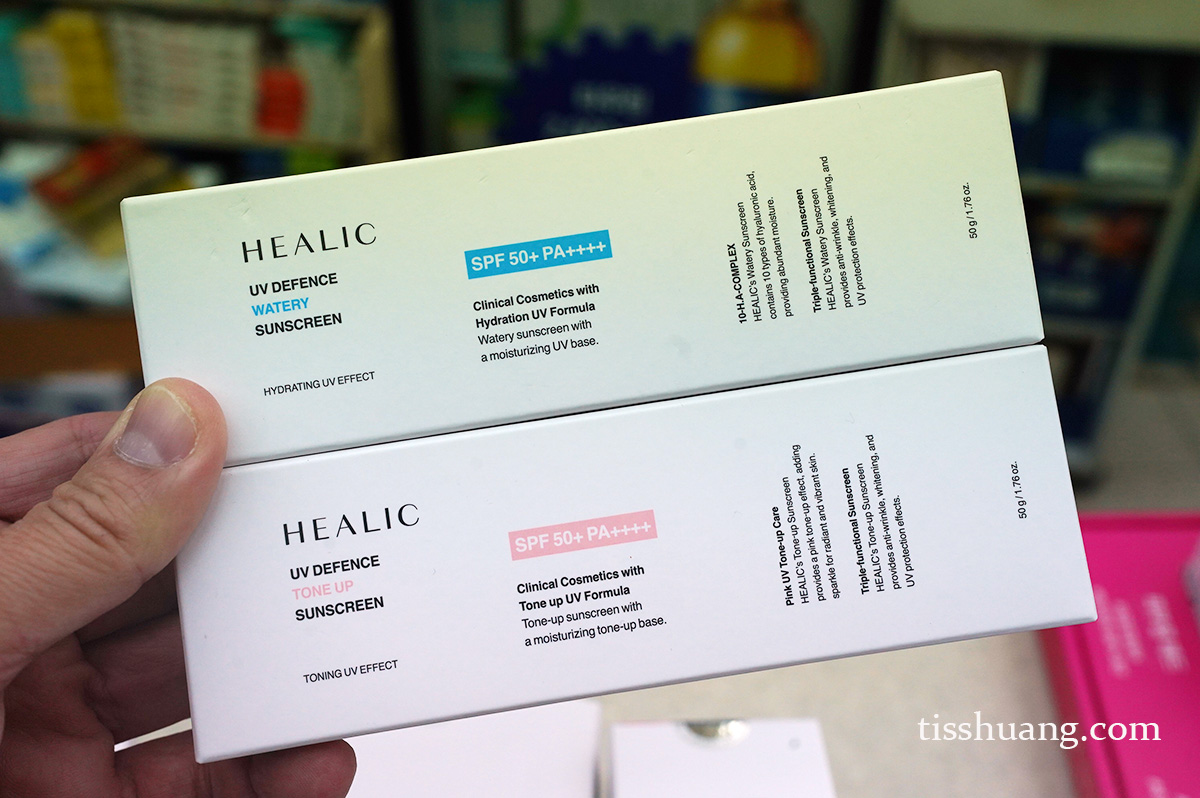 HEALIC
UV DEFENCE
WATERY
SUNSCREEN
HYDRATING UV EFFECT
SPF 50+ PA++++
Clinical Cosmetics with
Hydration UV Formula
Watery sunscreen with
a moisturizing UV base.
10-H.A-COMPLEX
HEALIC's Watery Sunscreen
contains 10 types of hyaluronic acid,
providing abundant moisture.
Triple-functional Sunscreen
HEALIC's Watery Sunscreen
provides anti-wrinkle, whitening, and
UV protection effects.
50 g / 1.76 oz.
HEALIC
UV DEFENCE
TONE UP
SUNSCREEN
TONING UV EFFECT
SPF 50+ PA++++
Clinical Cosmetics with
Tone up UV Formula
Tone-up sunscreen with
a moisturizing tone-up base.
Pink UV Tone-up Care
HEALIC's Tone-up Sunscreen
provides a pink tone-up effect, adding
sparkle for radiant and vibrant skin.
Triple-functional Sunscreen
HEALIC's Tone-up Sunscreen
provides anti-wrinkle, whitening, and
UV protection effects.
50 g / 1.76 oz.
tisshuang.com